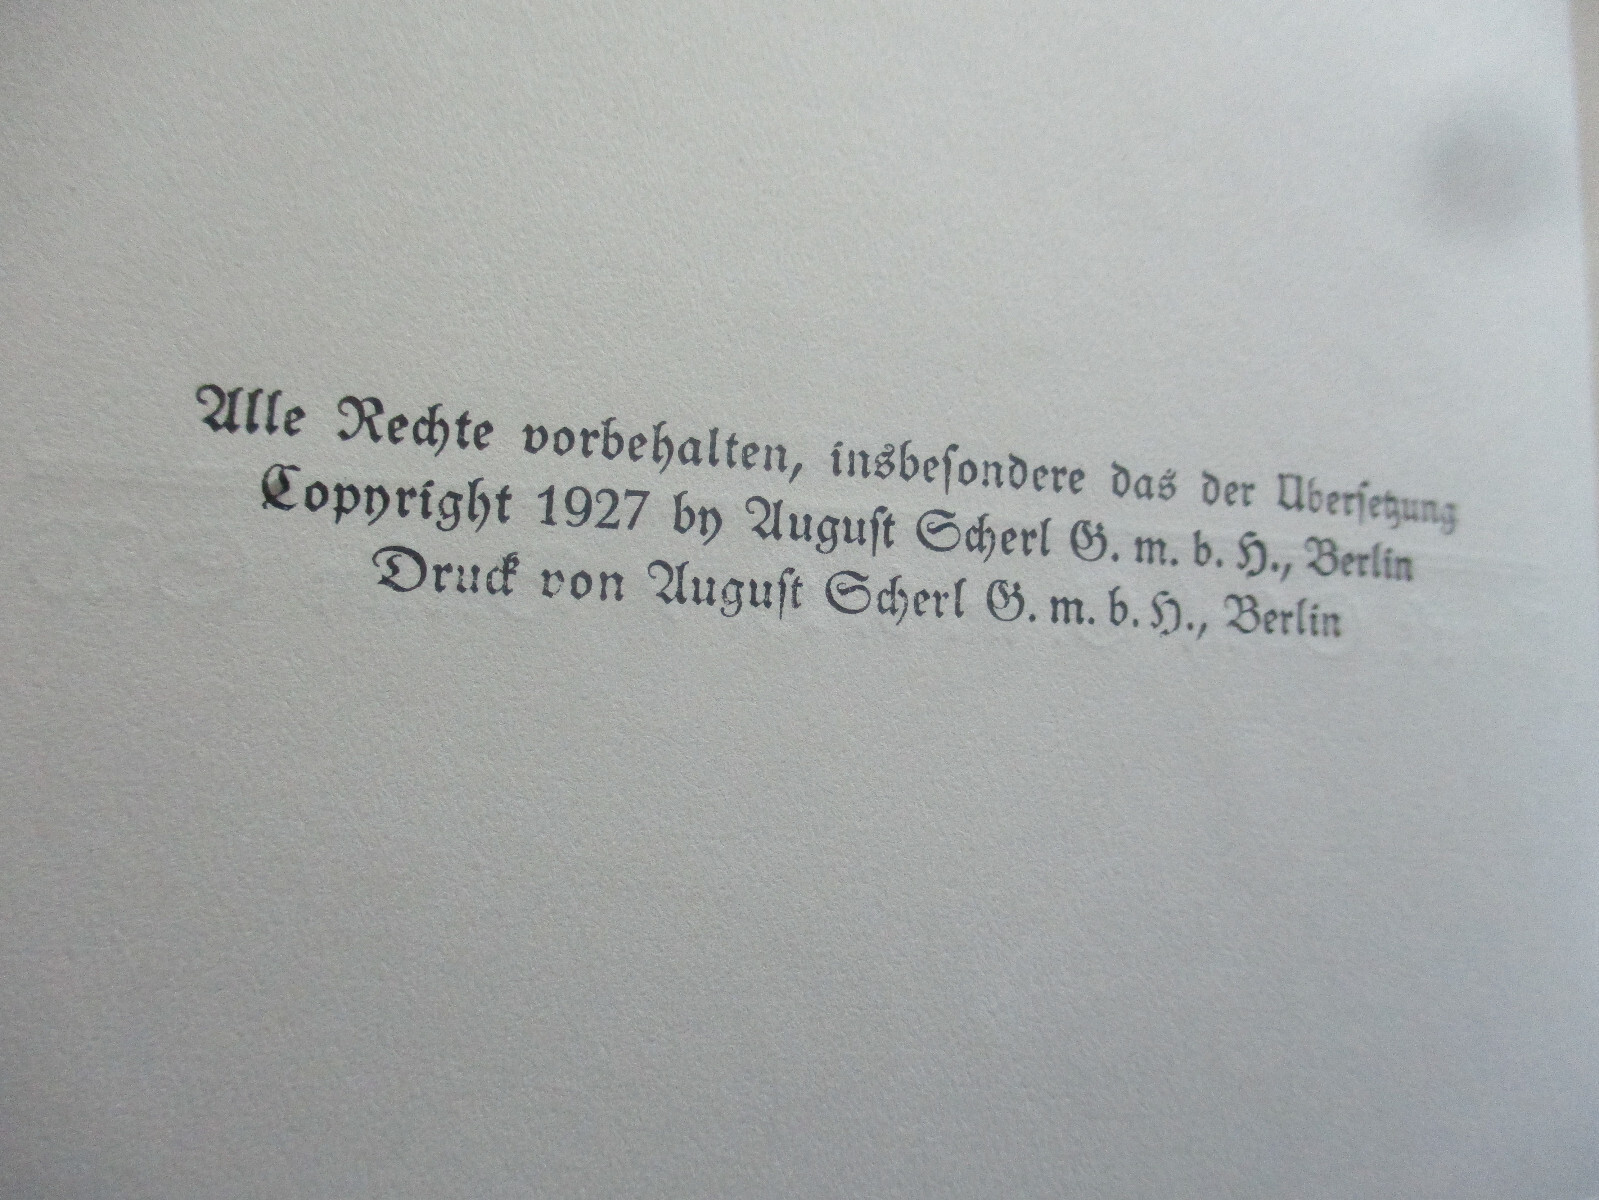 Alle Rechte vorbehalten, insbesondere das der Übersetzung
Copyright 1927 by August Scherl G. m. b. H., Berlin
Druck von August Scherl G. m. b. H., Berlin